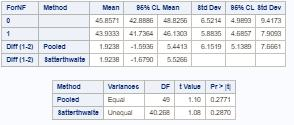 ForNF Method Mean 95% CL Mean Std Dev 95% CL Std Dev
0 45.8571 42.8886 48.8256 6.5214 4.9893 9.4173
1 43.9333 41.7364 46.1303 5.8835 4.6857 7.9093
Diff (1-2) Pooled 1.9238 -1.5936 5.4413 6.1519 5.1389 7.6661
Diff (1-2) Satterthwaite 1.9238 -1.6790 5.5266
Method Variances DF t Value Pr > |t|
Pooled Equal 49 1.10 0.2771
Satterthwaite Unequal 40.268 1.08 0.2870